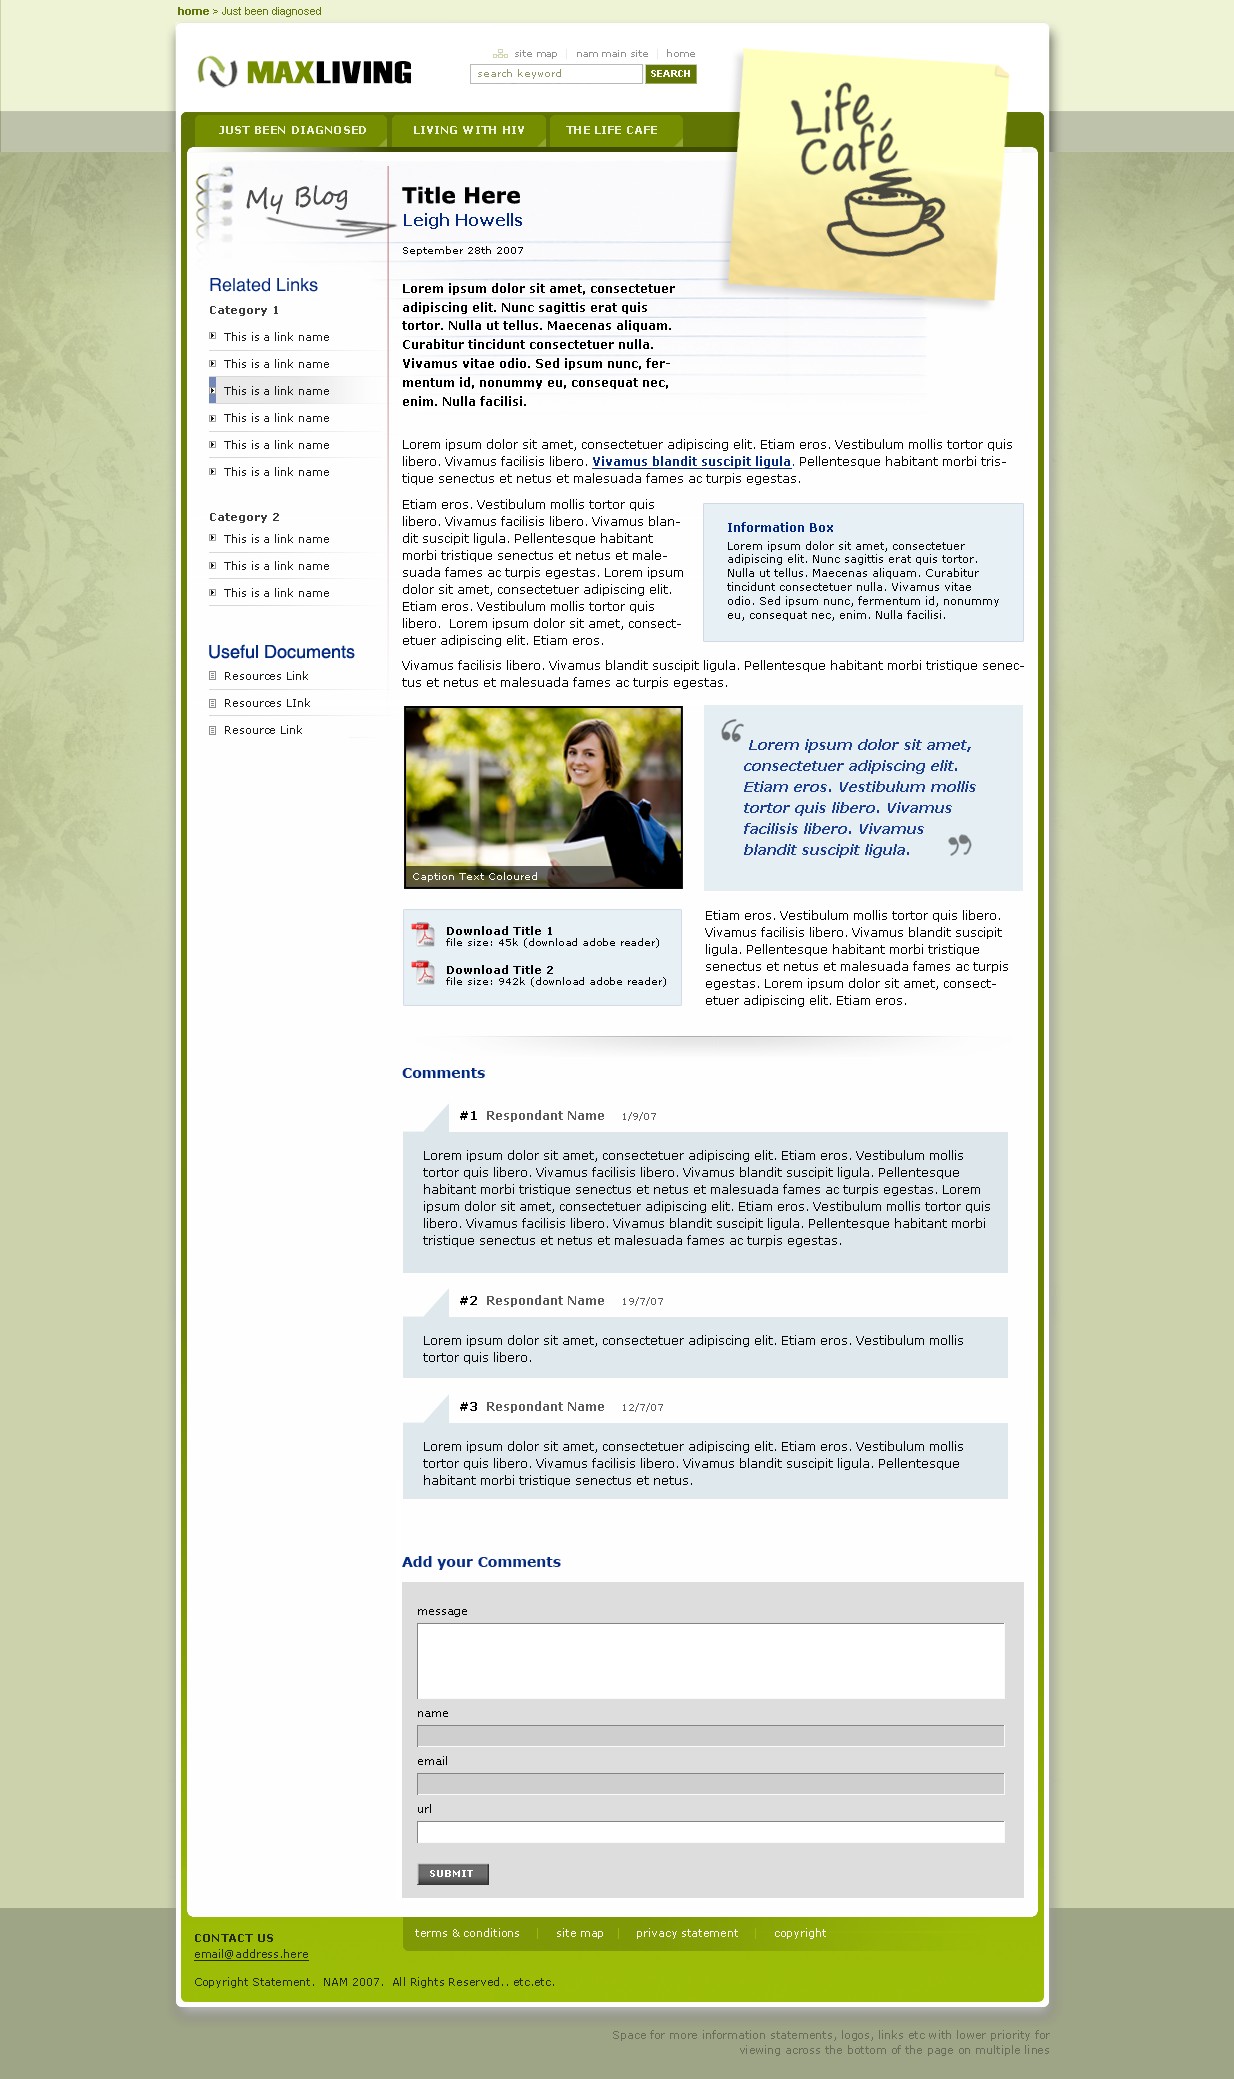 home > Just been diagnosed
MAXLIVING
site map
nam main site
home
search keyword
SEARCH
Life
Café
JUST BEEN DIAGNOSED
LIVING WITH HIV
THE LIFE CAFE
My Blog
Related Links
Category 1
This is a link name
This is a link name
This is a link name
This is a link name
This is a link name
This is a link name
Category 2
This is a link name
This is a link name
This is a link name
Useful Documents
Resources Link
Resources LInk
Resource Link
Title Here
Leigh Howells
September 28th 2007
Lorem ipsum dolor sit amet, consectetuer
adipiscing elit. Nunc sagittis erat quis
tortor. Nulla ut tellus. Maecenas aliquam.
Curabitur tincidunt consectetuer nulla.
Vivamus vitae odio. Sed ipsum nunc, fer-
mentum id, nonummy eu, consequat nec,
enim. Nulla facilisi.
Lorem ipsum dolor sit amet, consectetuer adipiscing elit. Etiam eros. Vestibulum mollis tortor quis
libero. Vivamus facilisis libero. Vivamus blandit suscipit ligula. Pellentesque habitant morbi tris-
tique senectus et netus et malesuada fames ac turpis egestas.
Etiam eros. Vestibulum mollis tortor quis
libero. Vivamus facilisis libero. Vivamus blan-
dit suscipit ligula. Pellentesque habitant
morbi tristique senectus et netus et male-
suada fames ac turpis egestas. Lorem ipsum
dolor sit amet, consectetuer adipiscing elit.
Etiam eros. Vestibulum mollis tortor quis
libero.  Lorem ipsum dolor sit amet, consect-
etuer adipiscing elit. Etiam eros.
Information Box
Lorem ipsum dolor sit amet, consectetuer
adipiscing elit. Nunc sagittis erat quis tortor.
Nulla ut tellus. Maecenas aliquam. Curabitur
tincidunt consectetuer nulla. Vivamus vitae
odio. Sed ipsum nunc, fermentum id, nonummy
eu, consequat nec, enim. Nulla facilisi.
Vivamus facilisis libero. Vivamus blandit suscipit ligula. Pellentesque habitant morbi tristique senec-
tus et netus et malesuada fames ac turpis egestas.
Caption Text Coloured
“ Lorem ipsum dolor sit amet,
consectetuer adipiscing elit.
Etiam eros. Vestibulum mollis
tortor quis libero. Vivamus
facilisis libero. Vivamus
blandit suscipit ligula. ”
PDF
Download Title 1
file size: 45k (download adobe reader)
PDF
Download Title 2
file size: 942k (download adobe reader)
Etiam eros. Vestibulum mollis tortor quis libero.
Vivamus facilisis libero. Vivamus blandit suscipit
ligula. Pellentesque habitant morbi tristique
senectus et netus et malesuada fames ac turpis
egestas. Lorem ipsum dolor sit amet, consect-
etuer adipiscing elit. Etiam eros.
Comments
#1 Respondant Name 1/9/07
Lorem ipsum dolor sit amet, consectetuer adipiscing elit. Etiam eros. Vestibulum mollis
tortor quis libero. Vivamus facilisis libero. Vivamus blandit suscipit ligula. Pellentesque
habitant morbi tristique senectus et netus et malesuada fames ac turpis egestas. Lorem
ipsum dolor sit amet, consectetuer adipiscing elit. Etiam eros. Vestibulum mollis tortor quis
libero. Vivamus facilisis libero. Vivamus blandit suscipit ligula. Pellentesque habitant morbi
tristique senectus et netus et malesuada fames ac turpis egestas.
#2 Respondant Name 19/7/07
Lorem ipsum dolor sit amet, consectetuer adipiscing elit. Etiam eros. Vestibulum mollis
tortor quis libero.
#3 Respondant Name 12/7/07
Lorem ipsum dolor sit amet, consectetuer adipiscing elit. Etiam eros. Vestibulum mollis
tortor quis libero. Vivamus facilisis libero. Vivamus blandit suscipit ligula. Pellentesque
habitant morbi tristique senectus et netus.
Add your Comments
message
name
email
url
SUBMIT
terms & conditions
site map
privacy statement
copyright
CONTACT US
email@address.here
Copyright Statement.  NAM 2007.  All Rights Reserved.. etc.etc.
Space for more information statements, logos, links etc with lower priority for
viewing across the bottom of the page on multiple lines